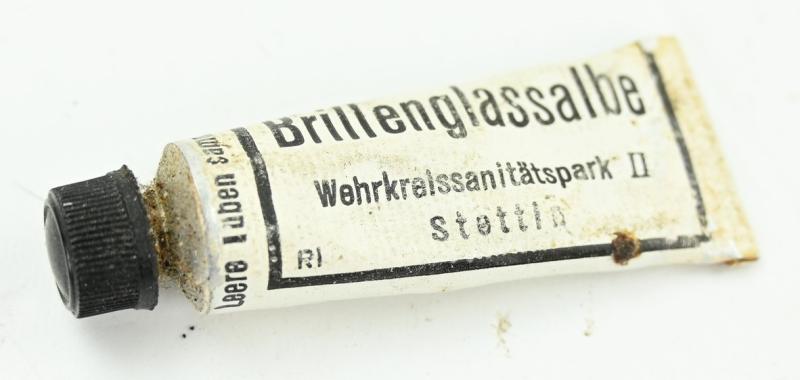 Brillenglassalbe
Wehrkreissanitätspark II
Stettin
RI
Leere Tuben